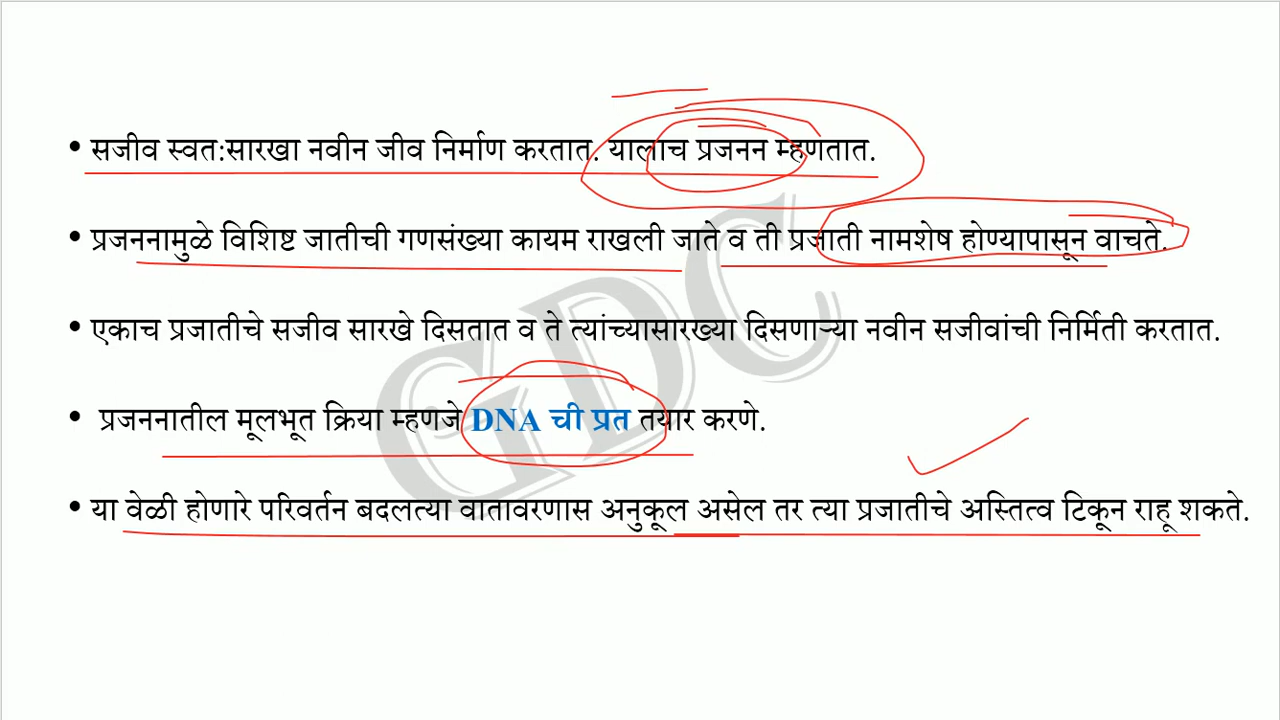 • सजीव स्वत:सारखा नवीन जीव निर्माण करतात. यालाच प्रजनन म्हणतात.
• प्रजननामुळे विशिष्ट जातीची गणसंख्या कायम राखली जाते व ती प्रजाती नामशेष होण्यापासून वाचते.
• एकाच प्रजातीचे सजीव सारखे दिसतात व ते त्यांच्यासारख्या दिसणाऱ्या नवीन सजीवांची निर्मिती करतात.
• प्रजननातील मूलभूत क्रिया म्हणजे DNA ची प्रत तयार करणे.
• या वेळी होणारे परिवर्तन बदलत्या वातावरणास अनुकूल असेल तर त्या प्रजातीचे अस्तित्व टिकून राहू शकते.
GDC